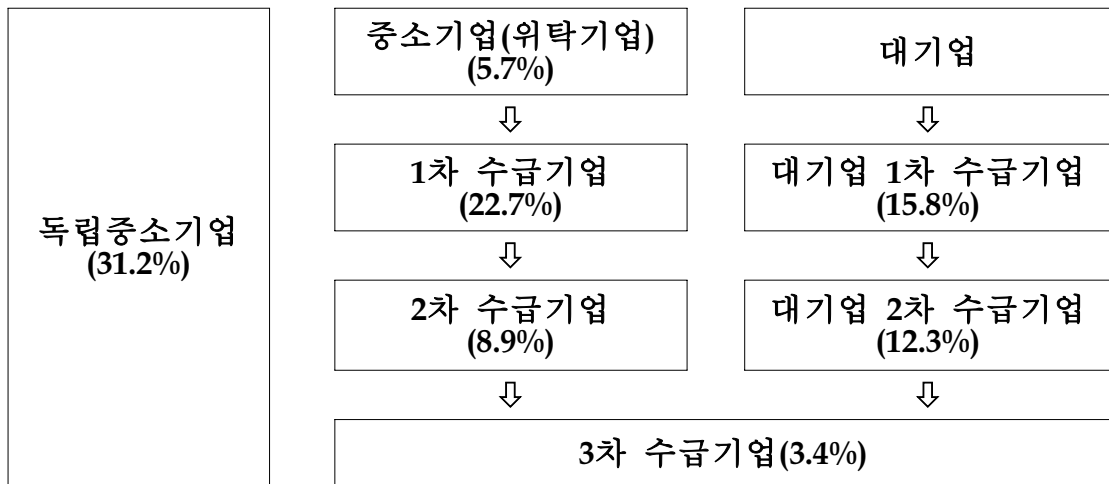 독립중소기업
(31.2%)
중소기업(위탁기업)
(5.7%)
대기업
⇩
⇩
1차 수급기업
(22.7%)
대기업 1차 수급기업
(15.8%)
⇩
⇩
2차 수급기업
(8.9%)
대기업 2차 수급기업
(12.3%)
⇩
⇩
3차 수급기업(3.4%)